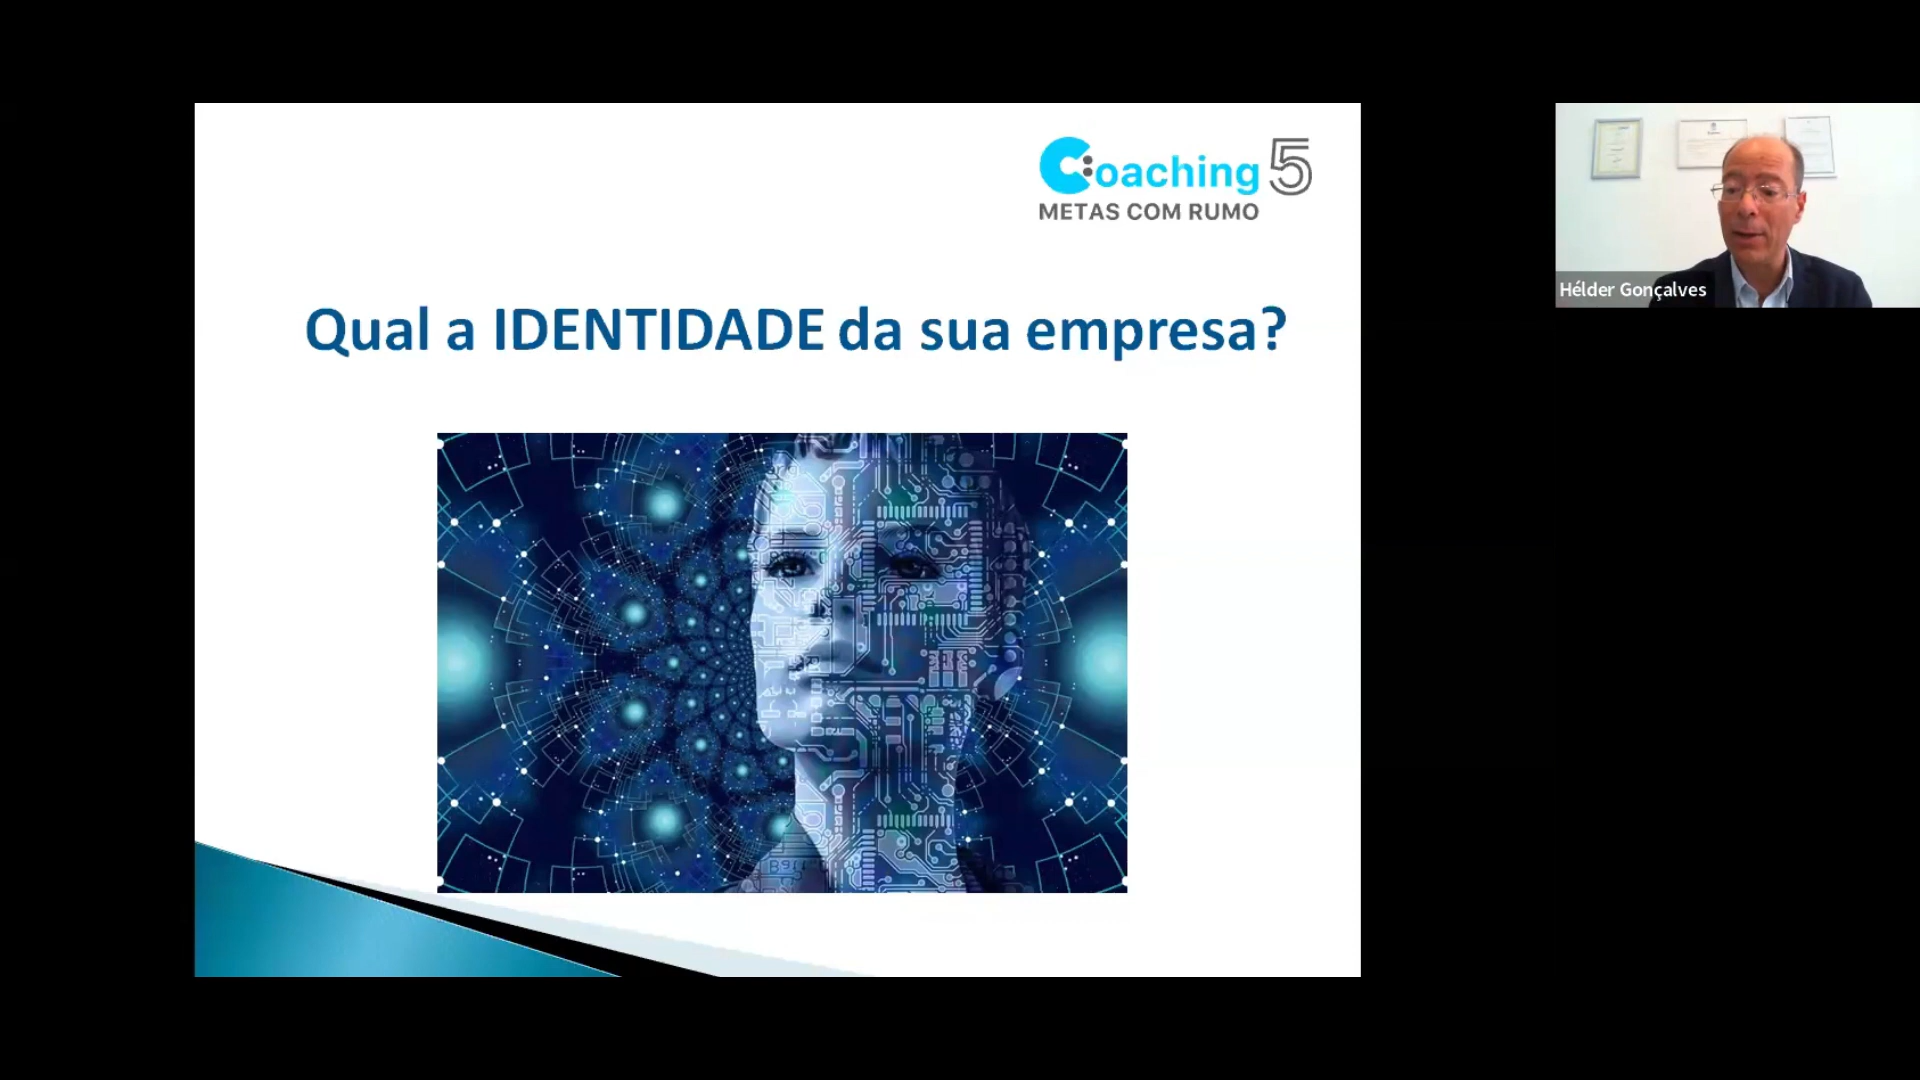 Coaching 5
METAS COM RUMO
Qual a IDENTIDADE da sua empresa?
Hélder Gonçalves